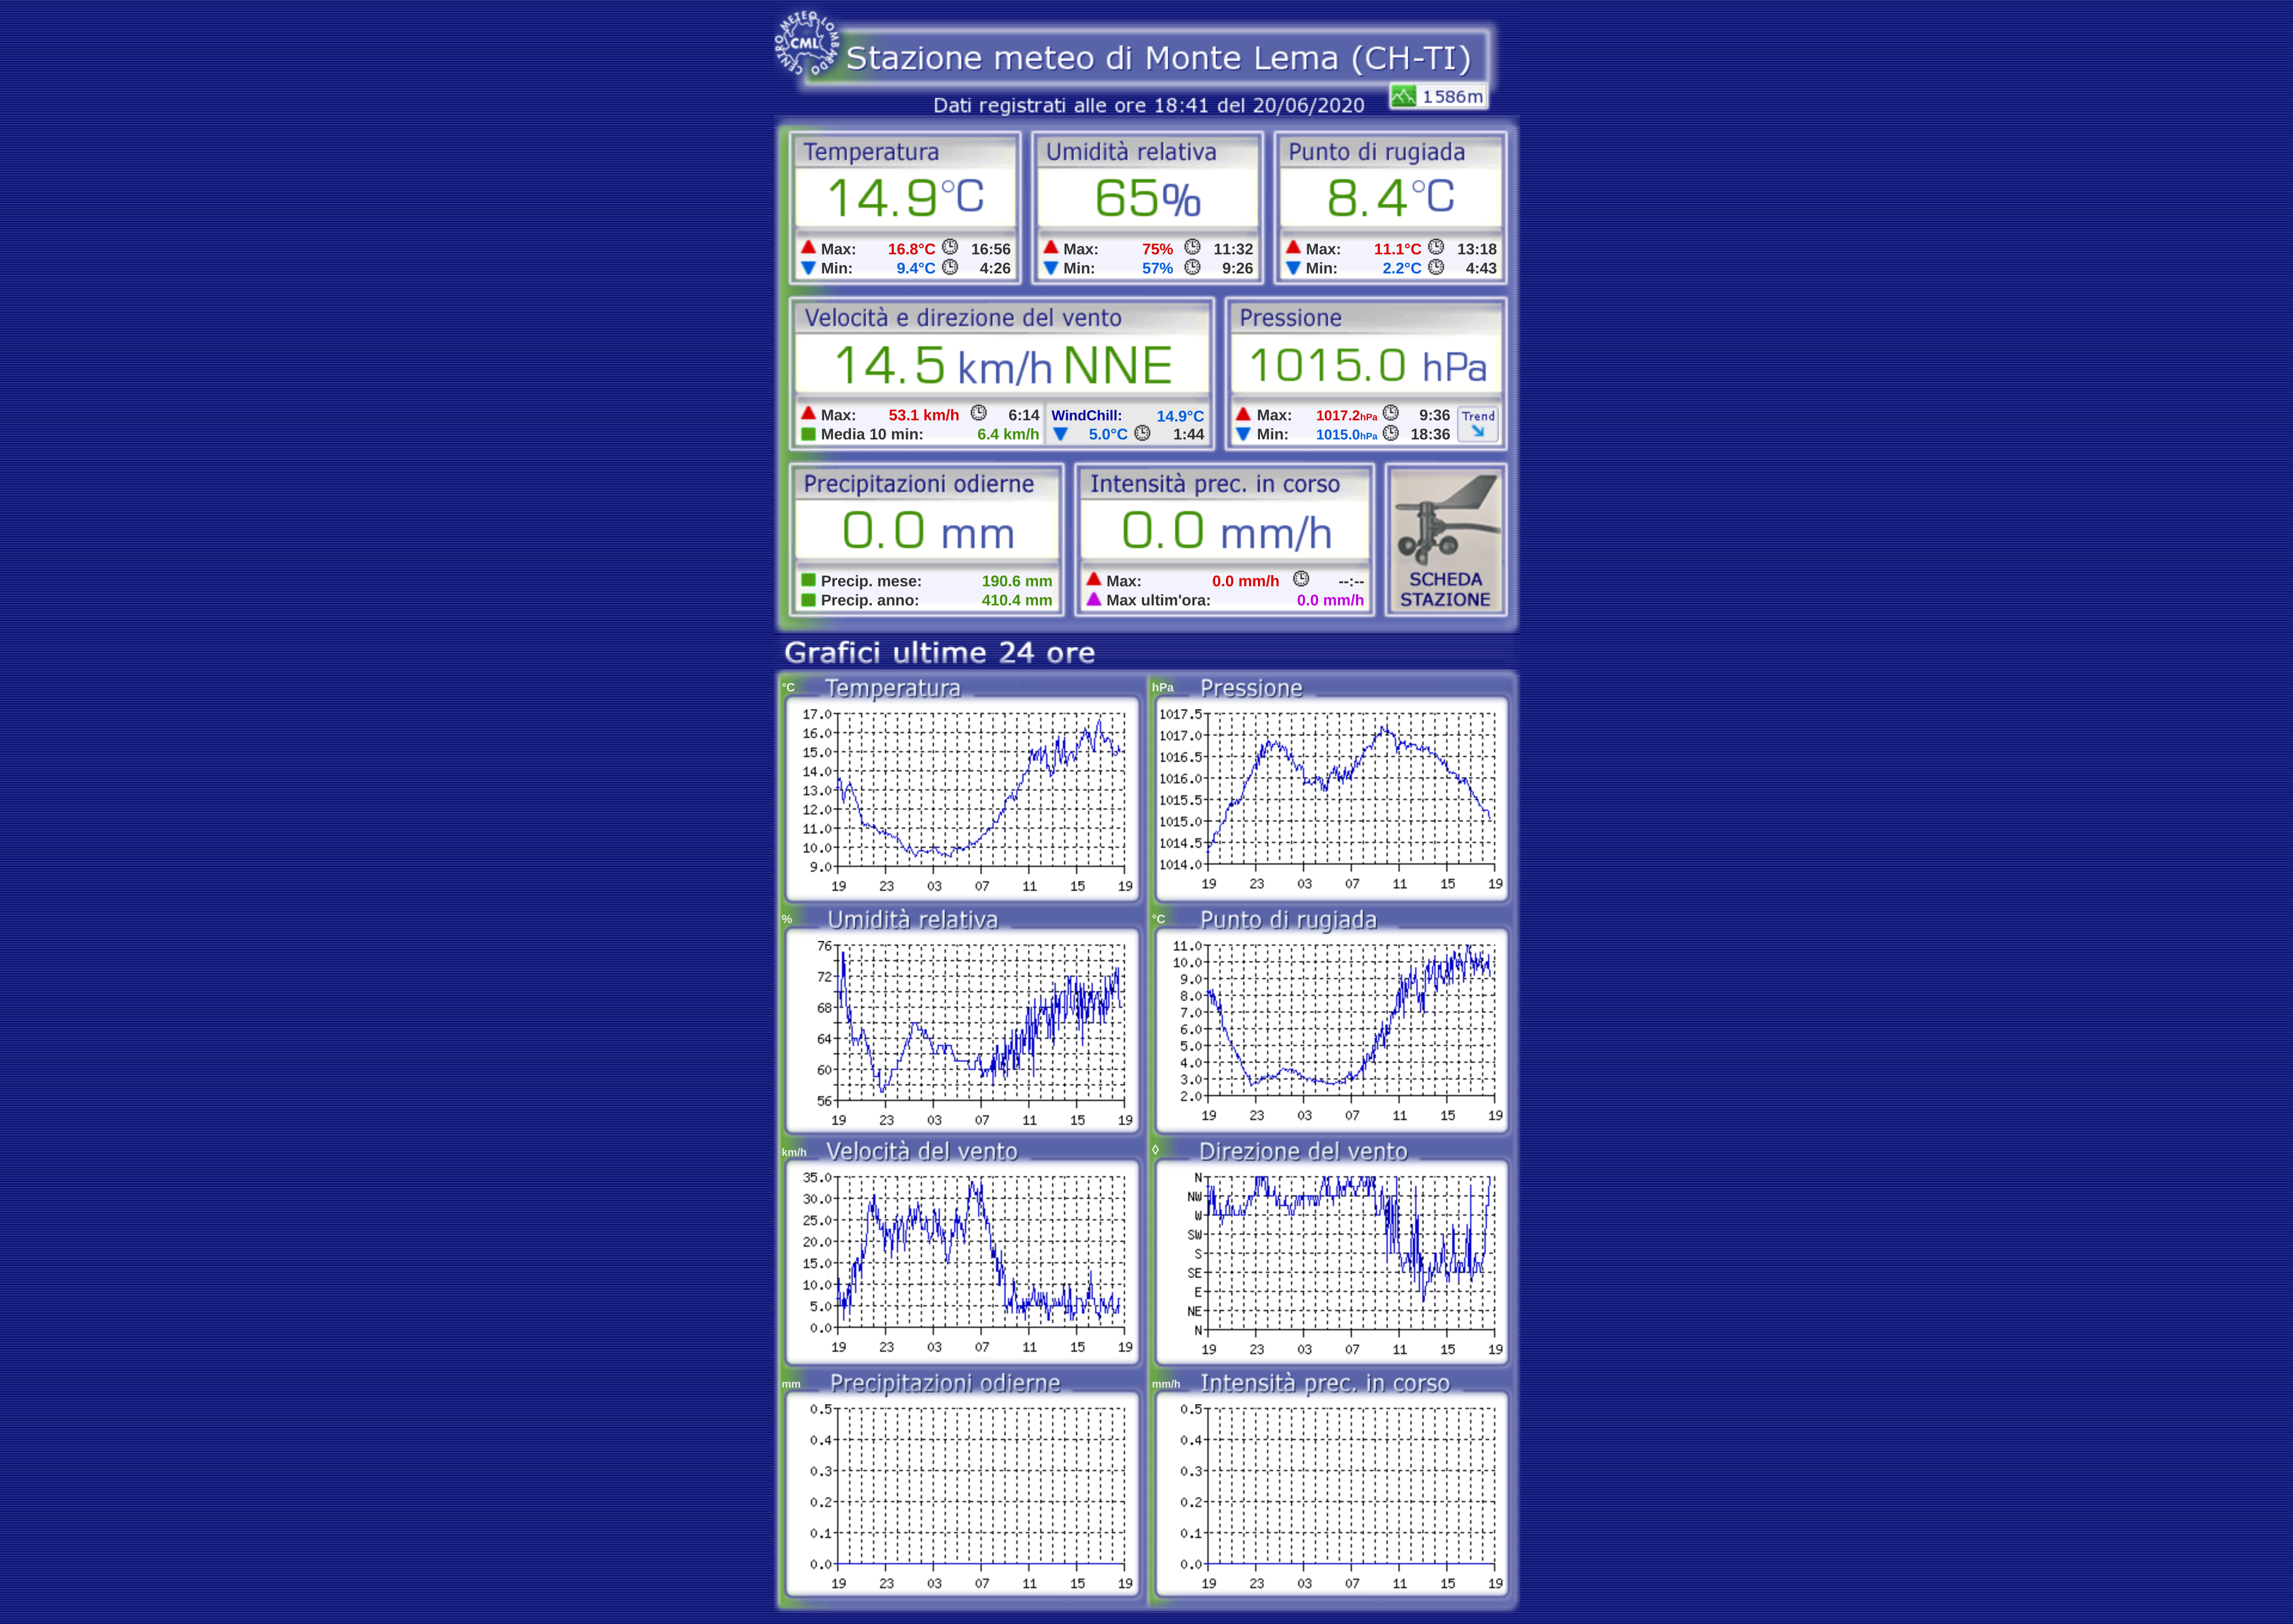 CENTRO METEO LOMBARDO
CML
Stazione meteo di Monte Lema (CH-TI)
1586m
Dati registrati alle ore 18:41 del 20/06/2020
Temperatura
14.9°C
Max: 16.8°C 16:56
Min: 9.4°C 4:26
Umidità relativa
65%
Max: 75% 11:32
Min: 57% 9:26
Punto di rugiada
8.4°C
Max: 11.1°C 13:18
Min: 2.2°C 4:43
Velocità e direzione del vento
14.5 km/h NNE
Max: 53.1 km/h 6:14
Media 10 min: 6.4 km/h
WindChill: 14.9°C
5.0°C 1:44
Pressione
1015.0 hPa
Max: 1017.2hPa 9:36
Min: 1015.0hPa 18:36
Trend
Precipitazioni odierne
0.0 mm
Precip. mese: 190.6 mm
Precip. anno: 410.4 mm
Intensità prec. in corso
0.0 mm/h
Max: 0.0 mm/h --:--
Max ultim'ora: 0.0 mm/h
SCHEDA
STAZIONE
Grafici ultime 24 ore
°C Temperatura
17.0
16.0
15.0
14.0
13.0
12.0
11.0
10.0
9.0
19 23 03 07 11 15 19
hPa Pressione
1017.5
1017.0
1016.5
1016.0
1015.5
1015.0
1014.5
1014.0
19 23 03 07 11 15 19
% Umidità relativa
76
72
68
64
60
56
19 23 03 07 11 15 19
°C Punto di rugiada
11.0
10.0
9.0
8.0
7.0
6.0
5.0
4.0
3.0
2.0
19 23 03 07 11 15 19
km/h Velocità del vento
35.0
30.0
25.0
20.0
15.0
10.0
5.0
0.0
19 23 03 07 11 15 19
◊ Direzione del vento
N
NW
W
SW
S
SE
E
NE
N
19 23 03 07 11 15 19
mm Precipitazioni odierne
0.5
0.4
0.3
0.2
0.1
0.0
19 23 03 07 11 15 19
mm/h Intensità prec. in corso
0.5
0.4
0.3
0.2
0.1
0.0
19 23 03 07 11 15 19